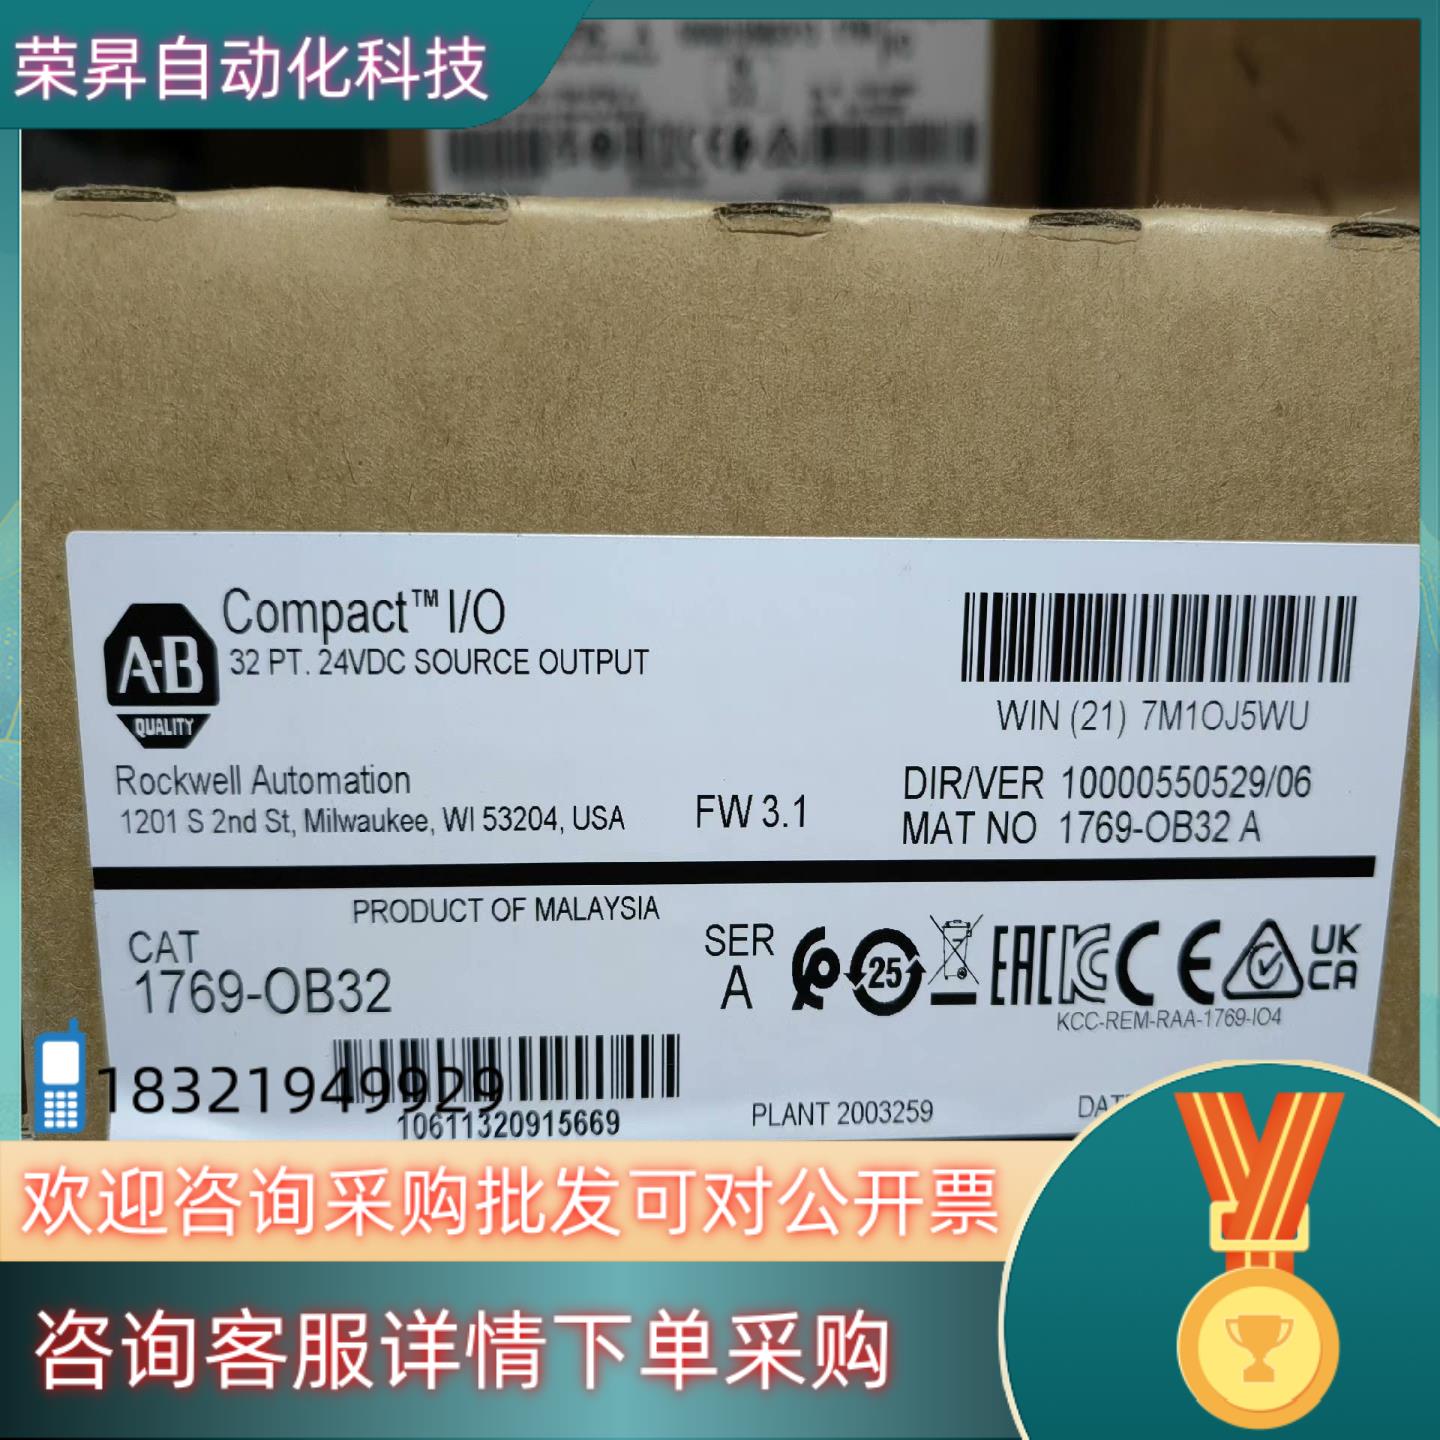 荣昇自动化科技
Compact™ I/O
32 PT. 24VDC SOURCE OUTPUT
A-B
QUALITY
WIN (21) 7M1OJ5WU
Rockwell Automation
1201 S 2nd St, Milwaukee, WI 53204, USA
FW 3.1
DIR/VER 10000550529/06
MAT NO 1769-OB32 A
PRODUCT OF MALAYSIA
CAT
1769-OB32
SER
A
25
EAC
KC
CE
UK
CA
KCC-REM-RAA-1769-IO4
18321949929
10611320915669
PLANT 2003259
欢迎咨询采购批发可对公开票
咨询客服详情下单采购